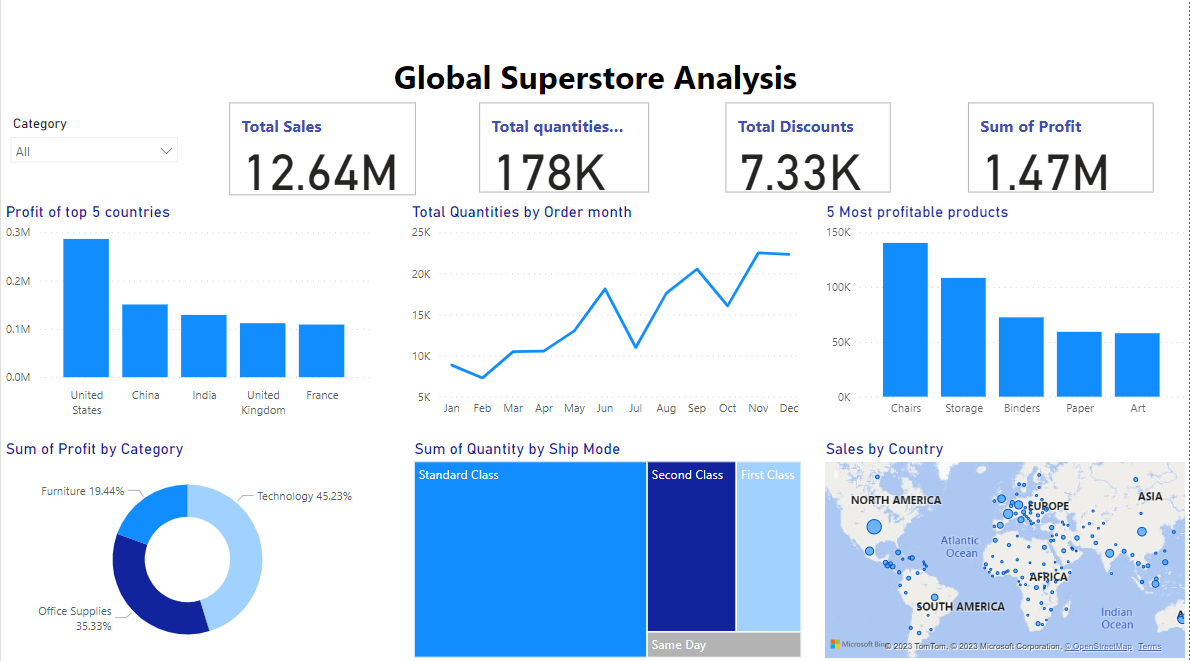 Global Superstore Analysis
Category
All
Total Sales
12.64M
Total quantities...
178K
Total Discounts
7.33K
Sum of Profit
1.47M
Profit of top 5 countries
0.3M
0.2M
0.1M
0.0M
United States
China
India
United Kingdom
France
Total Quantities by Order month
25K
20K
15K
10K
5K
Jan Feb Mar Apr May Jun Jul Aug Sep Oct Nov Dec
5 Most profitable products
150K
100K
50K
0K
Chairs Storage Binders Paper Art
Sum of Profit by Category
Furniture 19.44%
Technology 45.23%
Office Supplies
35.33%
Sum of Quantity by Ship Mode
Standard Class
Second Class
First Class
Same Day
Sales by Country
NORTH AMERICA
EUROPE
ASIA
Atlantic
Ocean
AFRICA
SOUTH AMERICA
Indian
Ocean
A
Microsoft Bing
© 2023 TomTom, © 2023 Microsoft Corporation, © OpenStreetMap Terms